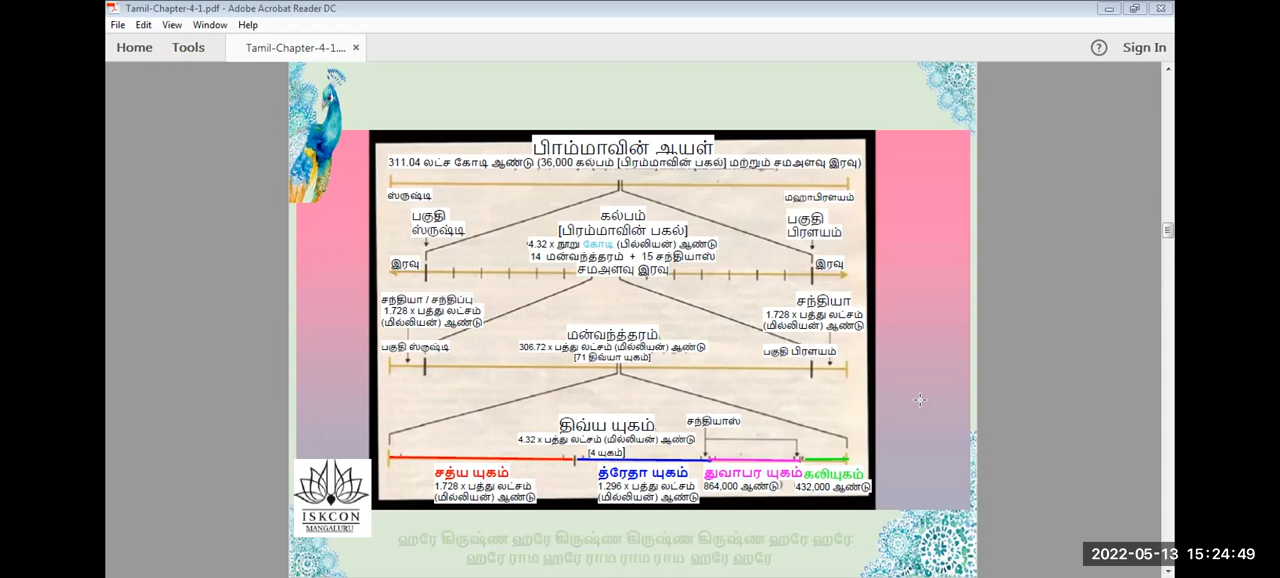 Tamil-Chapter-4-1.pdf - Adobe Acrobat Reader DC
File Edit View Window Help
Home Tools Tamil-Chapter-4-1.... × ? Sign In
பிரம்மாவின் ஆயள்
311.04 லட்ச கோடி ஆண்டு (36,000 கல்பம் [பிரம்மாவின் பகல்] மற்றும் சமஅளவு இரவு)
ஸ்ருஷ்டி
மஹாபிரளயம்
பகுதி
ஸ்ருஷ்டி
கல்பம்
[பிரம்மாவின் பகல்]
4.32 x நூறு கோடி (பில்லியன்) ஆண்டு
14 மன்வந்த்தரம் + 15 சந்தியாஸ்
சமஅளவு இரவு
பகுதி
பிரளயம்
இரவு
இரவு
சந்தியா / சந்திப்பு
1.728 x பத்து லட்சம்
(மில்லியன்) ஆண்டு
சந்தியா
1.728 x பத்து லட்சம்
(மில்லியன்) ஆண்டு
பகுதி ஸ்ருஷ்டி
மன்வந்த்தரம்
306.72 x பத்து லட்சம் (மில்லியன்) ஆண்டு
[71 திவ்யா யுகம்]
பகுதி பிரளயம்
திவ்ய யுகம்
4.32 x பத்து லட்சம் (மில்லியன்) ஆண்டு
[4 யுகம்]
சந்தியாஸ்
சத்ய யுகம்
1.728 x பத்து லட்சம்
(மில்லியன்) ஆண்டு
த்ரேதா யுகம்
1.296 x பத்து லட்சம்
(மில்லியன்) ஆண்டு
துவாபர யுகம்
864,000 ஆண்டு
கலியுகம்
432,000 ஆண்டு
ISKCON
MANGALURU
ஹரே கிருஷ்ண ஹரே கிருஷ்ண கிருஷ்ண கிருஷ்ண ஹரே ஹரே
ஹரே ராம ஹரே ராம ராம ராம ஹரே ஹரே
2022-05-13 15:24:49